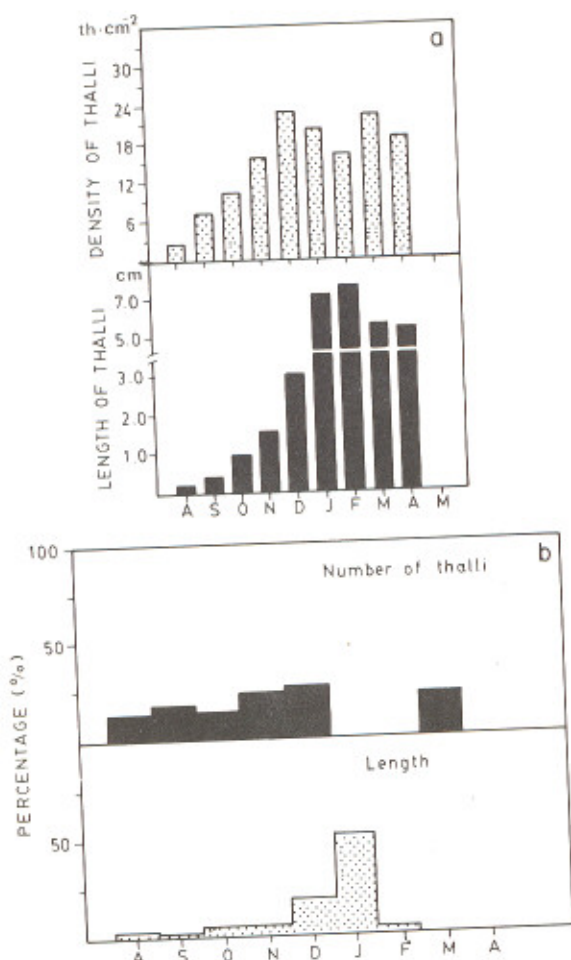 th·cm²
a
30
24
18
12
6
DENSITY OF THALLI
cm
7.0
5.0
3.0
2.0
1.0
LENGTH OF THALLI
A S O N D J F M A M
b
100
Number of thalli
50
PERCENTAGE (%)
Length
50
A S O N D J F M A